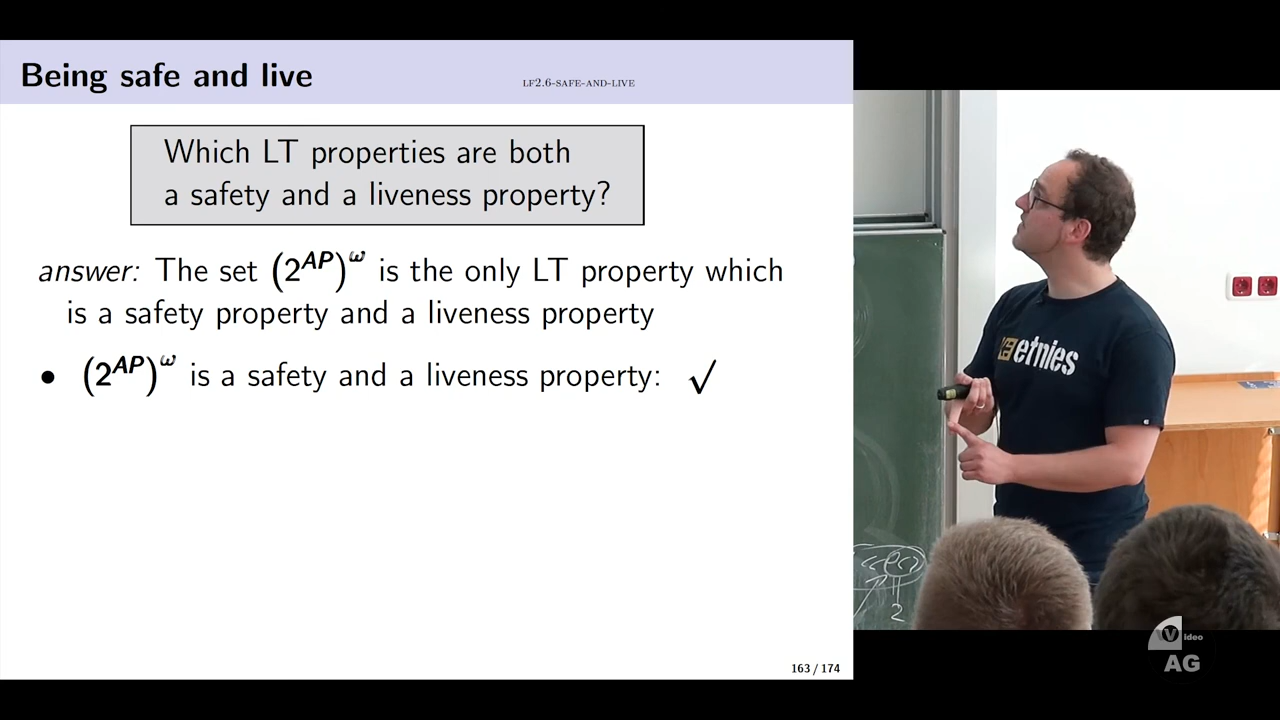 Being safe and live
LF2.6-SAFE-AND-LIVE
Which LT properties are both
a safety and a liveness property?
answer: The set (2^AP)^ω is the only LT property which
is a safety property and a liveness property
• (2^AP)^ω is a safety and a liveness property: ✓
163 / 174
etnies
2
Video
AG